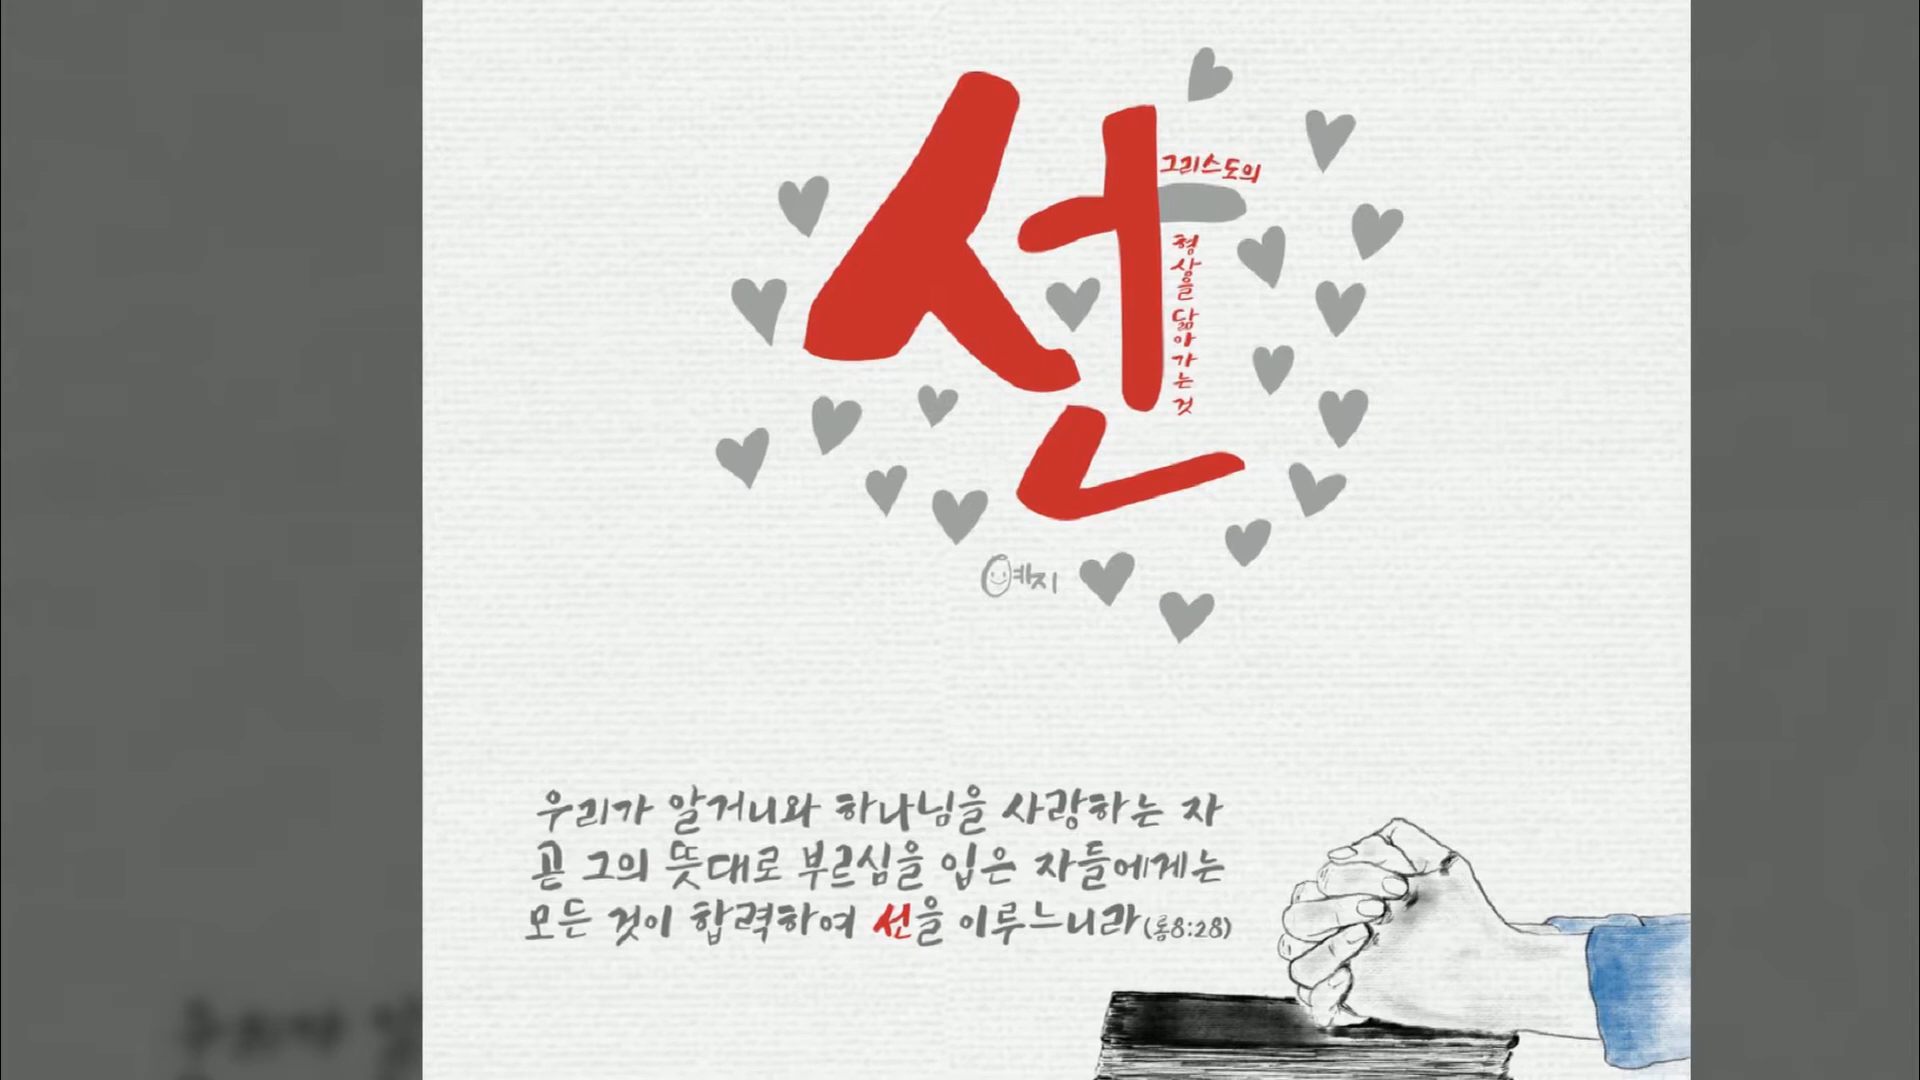 선
그리스도의
형상을 닮아가는 것
예지
우리가 알거니와 하나님을 사랑하는 자
곧 그의 뜻대로 부르심을 입은 자들에게는
모든 것이 합력하여 선을 이루느니라(롬8:28)